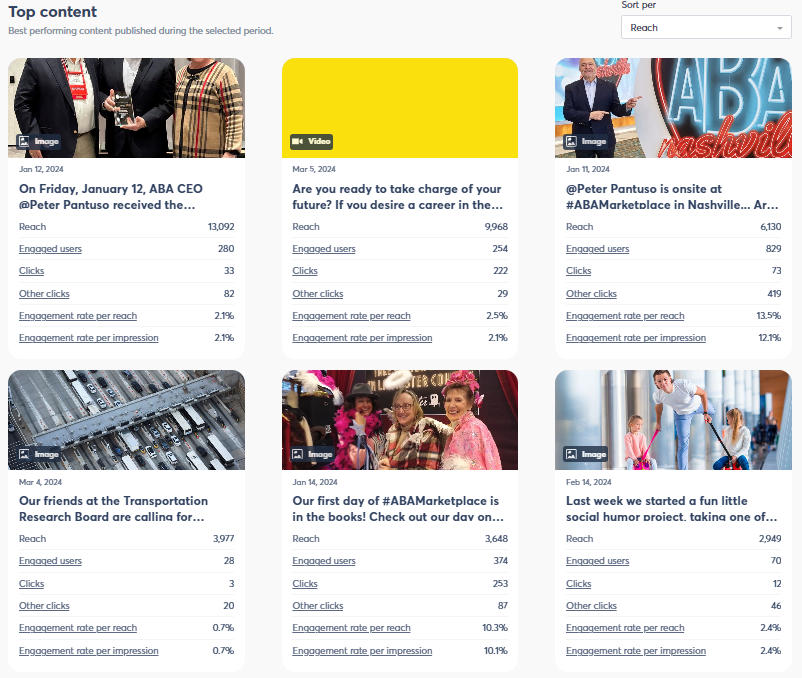 Top content
Sort per
Best performing content published during the selected period.
Reach
Image
Video
ABA
nashville
Image
Jan 12, 2024
On Friday, January 12, ABA CEO
@Peter Pantuso received the...
Reach 13,092
Engaged users 280
Clicks 33
Other clicks 82
Engagement rate per reach 2.1%
Engagement rate per impression 2.1%
Mar 5, 2024
Are you ready to take charge of your
future? If you desire a career in the...
Reach 9,968
Engaged users 254
Clicks 222
Other clicks 29
Engagement rate per reach 2.5%
Engagement rate per impression 2.1%
Jan 11, 2024
@Peter Pantuso is onsite at
#ABAMarketplace in Nashville... Ar...
Reach 6,130
Engaged users 829
Clicks 73
Other clicks 419
Engagement rate per reach 13.5%
Engagement rate per impression 12.1%
Image
Image
Image
Mar 4, 2024
Our friends at the Transportation
Research Board are calling for...
Reach 3,977
Engaged users 28
Clicks 3
Other clicks 20
Engagement rate per reach 0.7%
Engagement rate per impression 0.7%
Jan 14, 2024
Our first day of #ABAMarketplace is
in the books! Check out our day on...
Reach 3,648
Engaged users 374
Clicks 253
Other clicks 87
Engagement rate per reach 10.3%
Engagement rate per impression 10.1%
Feb 14, 2024
Last week we started a fun little
social humor project, taking one of...
Reach 2,949
Engaged users 70
Clicks 12
Other clicks 46
Engagement rate per reach 2.4%
Engagement rate per impression 2.4%